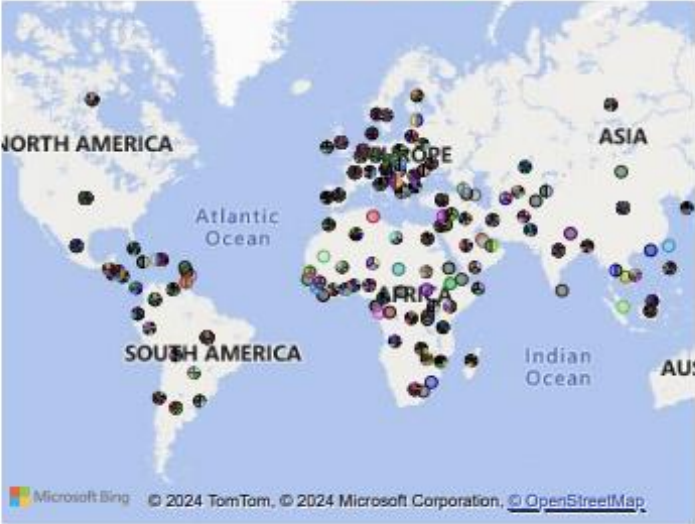 NORTH AMERICA
EUROPE
ASIA
Atlantic
Ocean
AFRICA
SOUTH AMERICA
Indian
Ocean
AUS
Microsoft Bing © 2024 TomTom, © 2024 Microsoft Corporation, © OpenStreetMap